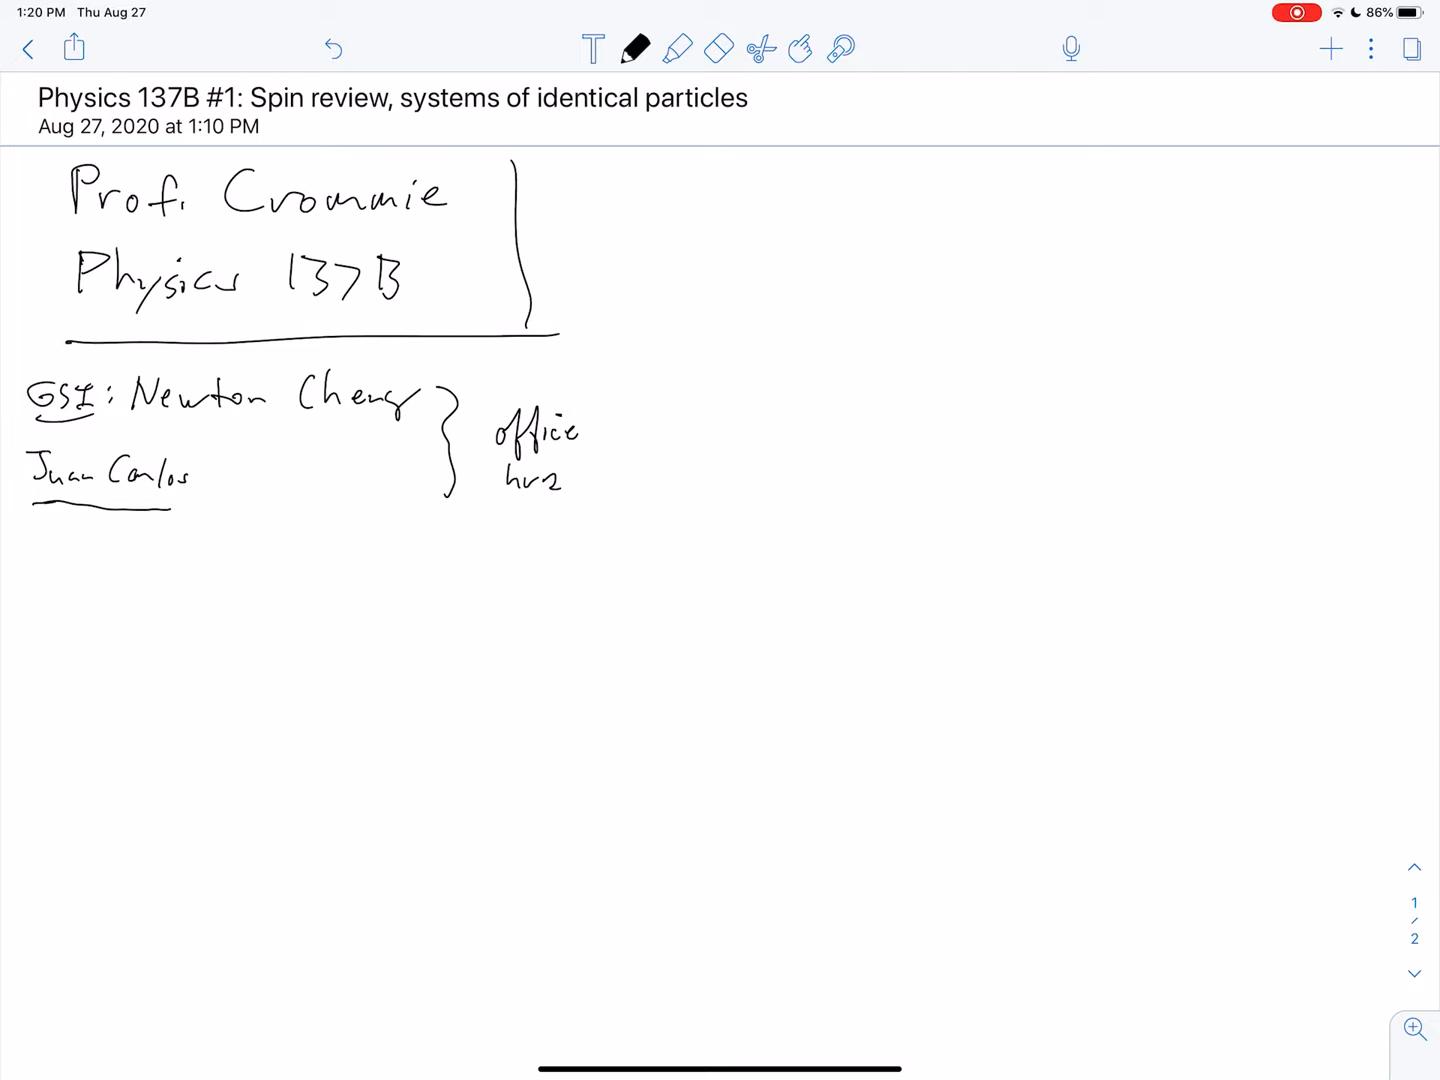 1:20 PM Thu Aug 27
86%
T
Physics 137B #1: Spin review, systems of identical particles
Aug 27, 2020 at 1:10 PM
Prof. Crommie
Physics 137B
GSI: Newton Cheng
Juan Carlos
office
hrs
1
/
2